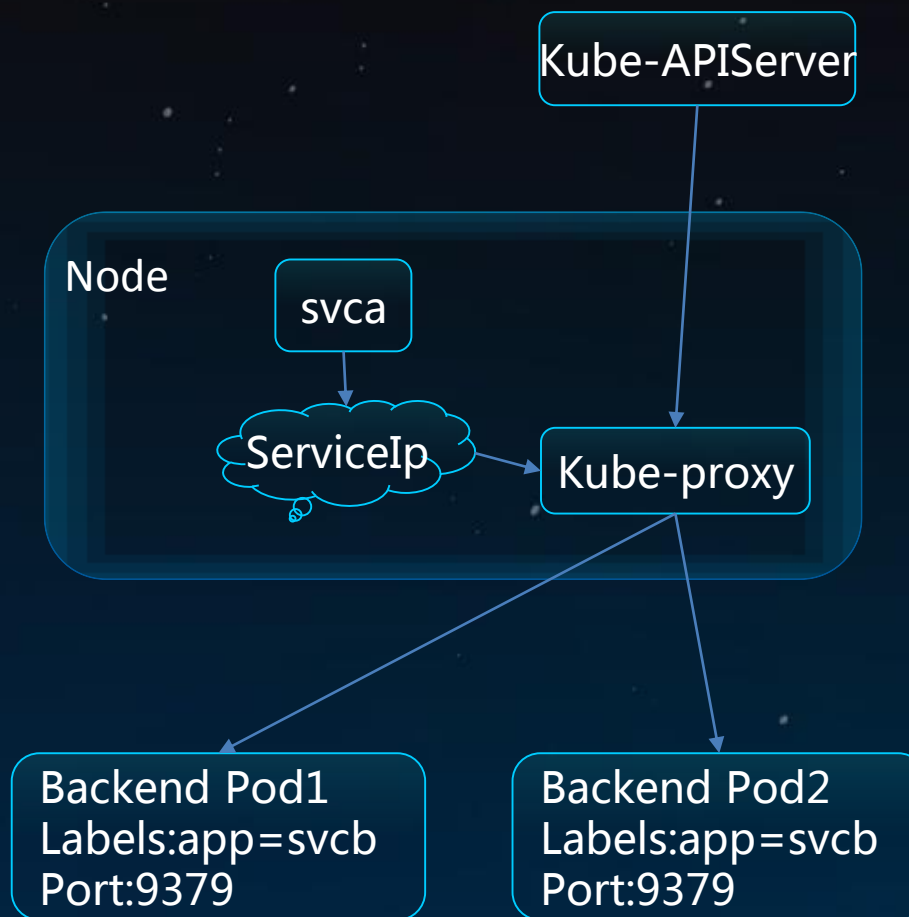 Kube-APIServer
Node
svca
ServiceIp
Kube-proxy
Backend Pod1
Labels:app=svcb
Port:9379
Backend Pod2
Labels:app=svcb
Port:9379